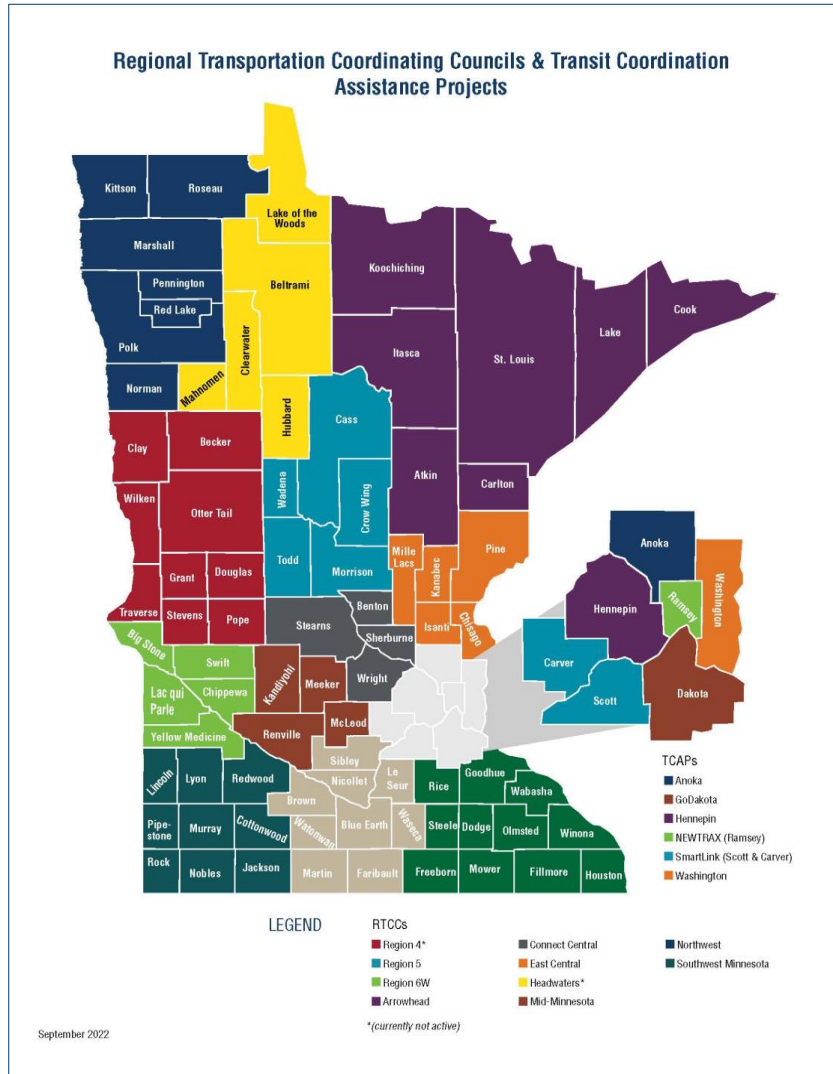 Regional Transportation Coordinating Councils & Transit Coordination
Assistance Projects
Kittson
Roseau
Lake of the
Woods
Marshall
Koochiching
Pennington
Beltrami
Red Lake
Cook
Lake
Polk
Clearwater
Itasca
St. Louis
Norman
Mahnomen
Hubbard
Cass
Clay
Becker
Atkin
Carlton
Wadena
Crow Wing
Wilken
Otter Tail
Todd
Morrison
Mille
Lacs
Kanabec
Pine
Anoka
Washington
Grant
Douglas
Benton
Hennepin
Ramsey
Traverse
Stevens
Pope
Stearns
Sherburne
Isanti
Chisago
Big Stone
Swift
Kandiyohi
Meeker
Wright
Carver
Scott
Dakota
Lac qui
Parle
Chippewa
Renville
McLeod
Yellow Medicine
Sibley
Lincoln
Lyon
Redwood
Nicollet
Le
Seur
Rice
Goodhue
Wabasha
Brown
Pipe-
stone
Murray
Cottonwood
Watonwan
Blue Earth
Waseca
Steele
Dodge
Olmsted
Winona
Rock
Nobles
Jackson
Martin
Faribault
Freeborn
Mower
Fillmore
Houston
TCAPs
Anoka
GoDakota
Hennepin
NEWTRAX (Ramsey)
SmartLink (Scott & Carver)
Washington
LEGEND
RTCCs
Region 4*
Region 5
Region 6W
Arrowhead
*(currently not active)
Connect Central
East Central
Headwaters*
Mid-Minnesota
Northwest
Southwest Minnesota
September 2022